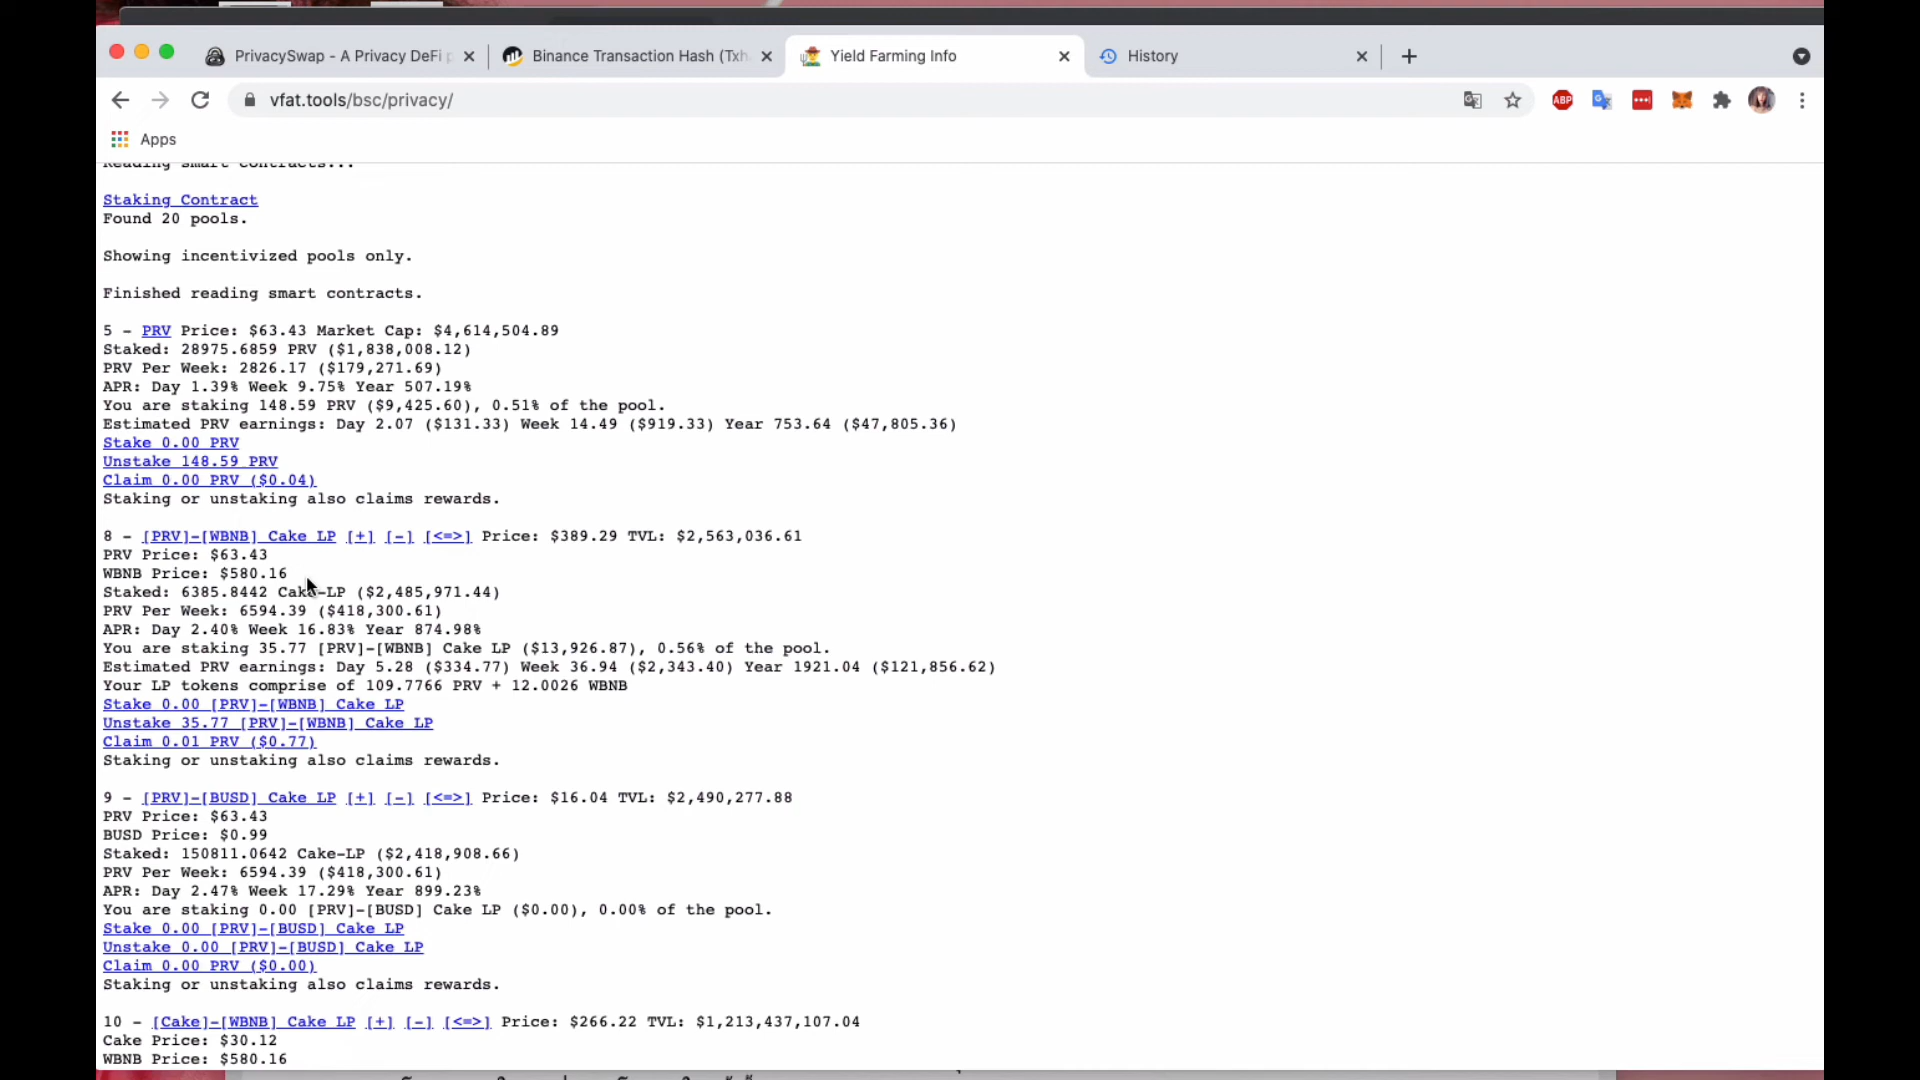 PrivacySwap - A Privacy DeFi p
Binance Transaction Hash (Txh
Yield Farming Info
History
vfat.tools/bsc/privacy/
ABP
Apps
Reading smart contracts...
Staking Contract
Found 20 pools.
Showing incentivized pools only.
Finished reading smart contracts.
5 - PRV Price: $63.43 Market Cap: $4,614,504.89
Staked: 28975.6859 PRV ($1,838,008.12)
PRV Per Week: 2826.17 ($179,271.69)
APR: Day 1.39% Week 9.75% Year 507.19%
You are staking 148.59 PRV ($9,425.60), 0.51% of the pool.
Estimated PRV earnings: Day 2.07 ($131.33) Week 14.49 ($919.33) Year 753.64 ($47,805.36)
Stake 0.00 PRV
Unstake 148.59 PRV
Claim 0.00 PRV ($0.04)
Staking or unstaking also claims rewards.
8 - [PRV]-[WBNB] Cake LP [+] [-] [<=>] Price: $389.29 TVL: $2,563,036.61
PRV Price: $63.43
WBNB Price: $580.16
Staked: 6385.8442 Cake-LP ($2,485,971.44)
PRV Per Week: 6594.39 ($418,300.61)
APR: Day 2.40% Week 16.83% Year 874.98%
You are staking 35.77 [PRV]-[WBNB] Cake LP ($13,926.87), 0.56% of the pool.
Estimated PRV earnings: Day 5.28 ($334.77) Week 36.94 ($2,343.40) Year 1921.04 ($121,856.62)
Your LP tokens comprise of 109.7766 PRV + 12.0026 WBNB
Stake 0.00 [PRV]-[WBNB] Cake LP
Unstake 35.77 [PRV]-[WBNB] Cake LP
Claim 0.01 PRV ($0.77)
Staking or unstaking also claims rewards.
9 - [PRV]-[BUSD] Cake LP [+] [-] [<=>] Price: $16.04 TVL: $2,490,277.88
PRV Price: $63.43
BUSD Price: $0.99
Staked: 150811.0642 Cake-LP ($2,418,908.66)
PRV Per Week: 6594.39 ($418,300.61)
APR: Day 2.47% Week 17.29% Year 899.23%
You are staking 0.00 [PRV]-[BUSD] Cake LP ($0.00), 0.00% of the pool.
Stake 0.00 [PRV]-[BUSD] Cake LP
Unstake 0.00 [PRV]-[BUSD] Cake LP
Claim 0.00 PRV ($0.00)
Staking or unstaking also claims rewards.
10 - [Cake]-[WBNB] Cake LP [+] [-] [<=>] Price: $266.22 TVL: $1,213,437,107.04
Cake Price: $30.12
WBNB Price: $580.16